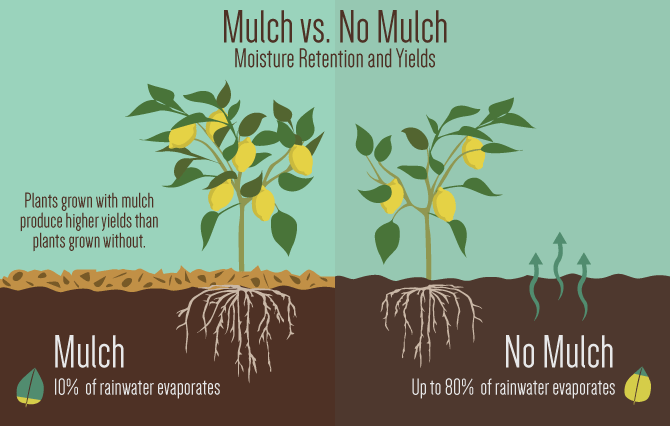 Mulch vs. No Mulch
Moisture Retention and Yields
Plants grown with mulch
produce higher yields than
plants grown without.
Mulch
10% of rainwater evaporates
No Mulch
Up to 80% of rainwater evaporates